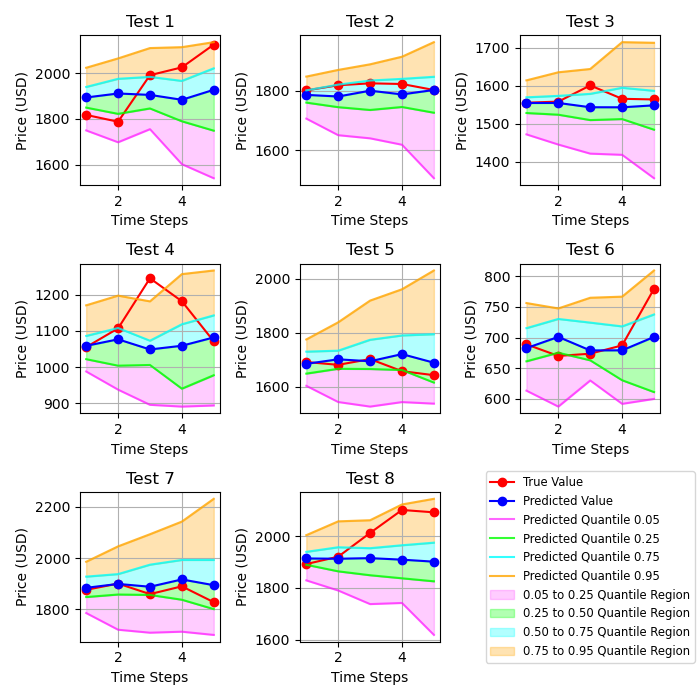 Test 1
Test 2
Test 3
Price (USD)
2000
1800
1600
2
4
Time Steps
Price (USD)
1800
1600
2
4
Time Steps
Price (USD)
1700
1600
1500
1400
2
4
Time Steps
Test 4
Test 5
Test 6
Price (USD)
1200
1100
1000
900
2
4
Time Steps
Price (USD)
2000
1800
1600
2
4
Time Steps
Price (USD)
800
750
700
650
600
2
4
Time Steps
Test 7
Test 8
Price (USD)
2200
2000
1800
2
4
Time Steps
Price (USD)
2000
1800
1600
2
4
Time Steps
True Value
Predicted Value
Predicted Quantile 0.05
Predicted Quantile 0.25
Predicted Quantile 0.75
Predicted Quantile 0.95
0.05 to 0.25 Quantile Region
0.25 to 0.50 Quantile Region
0.50 to 0.75 Quantile Region
0.75 to 0.95 Quantile Region